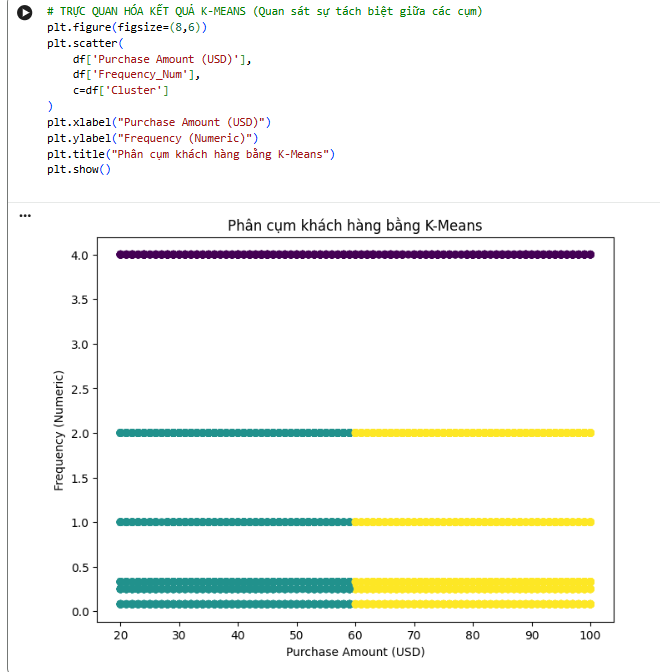 # TRỰC QUAN HÓA KẾT QUẢ K-MEANS (Quan sát sự tách biệt giữa các cụm)
plt.figure(figsize=(8,6))
plt.scatter(
    df['Purchase Amount (USD)'],
    df['Frequency_Num'],
    c=df['Cluster']
)
plt.xlabel("Purchase Amount (USD)")
plt.ylabel("Frequency (Numeric)")
plt.title("Phân cụm khách hàng bằng K-Means")
plt.show()
...
Phân cụm khách hàng bằng K-Means
Frequency (Numeric)
4.0
3.5
3.0
2.5
2.0
1.5
1.0
0.5
0.0
20 30 40 50 60 70 80 90 100
Purchase Amount (USD)